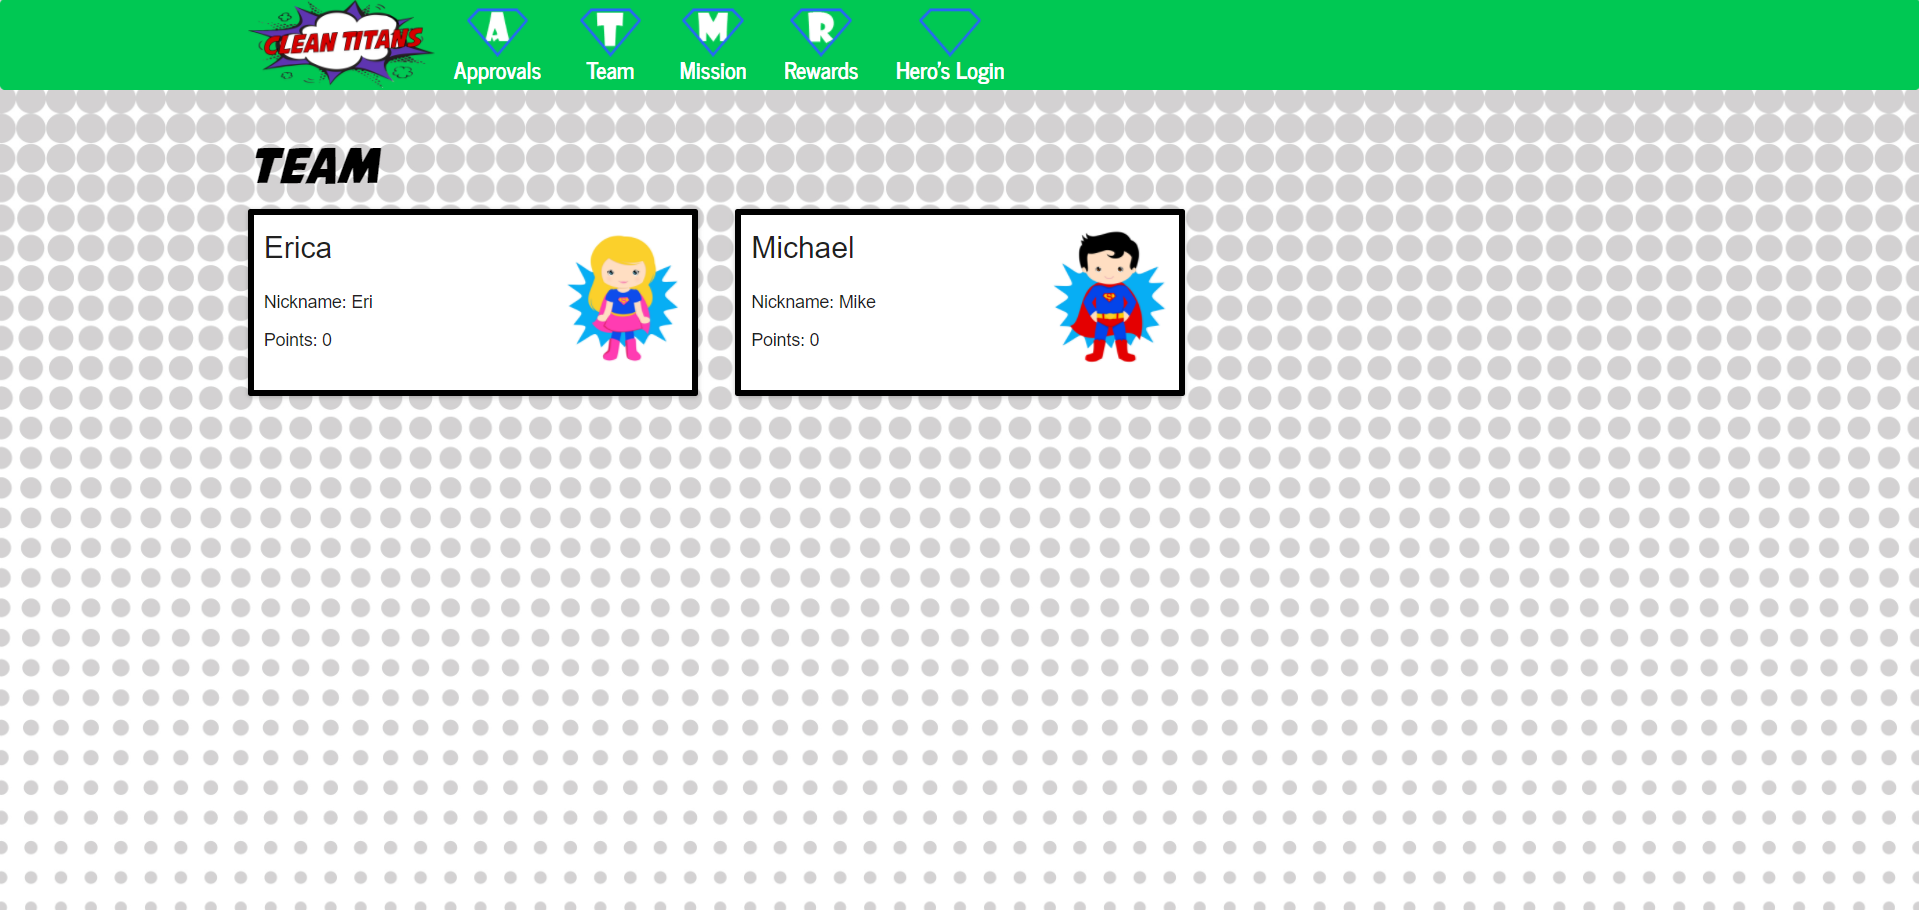 CLEAN TITANS
A T M R
Approvals Team Mission Rewards Hero's Login
TEAM
Erica
Nickname: Eri
Points: 0
Michael
Nickname: Mike
Points: 0